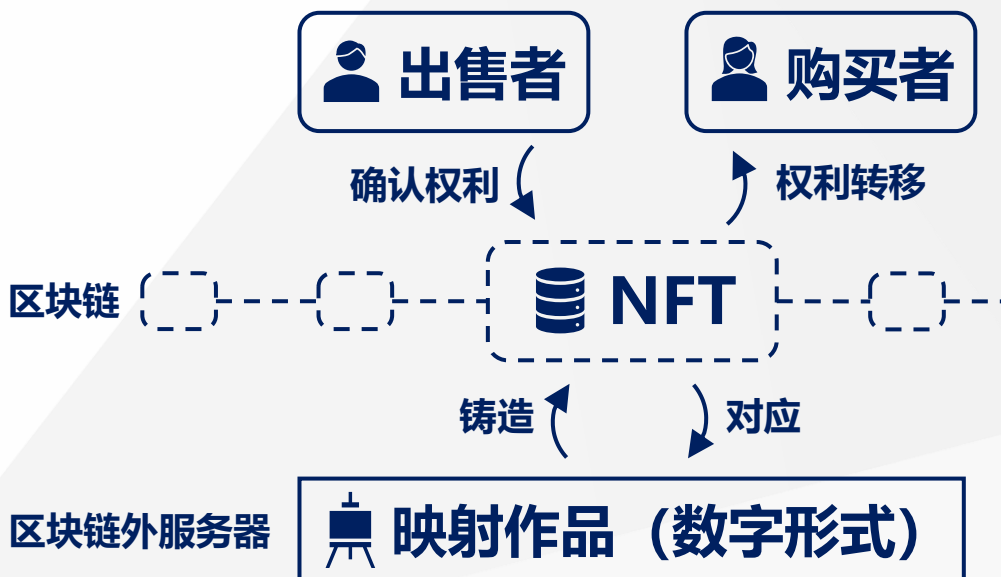 出售者
购买者
确认权利
权利转移
区块链
NFT
铸造
对应
区块链外服务器
映射作品（数字形式）